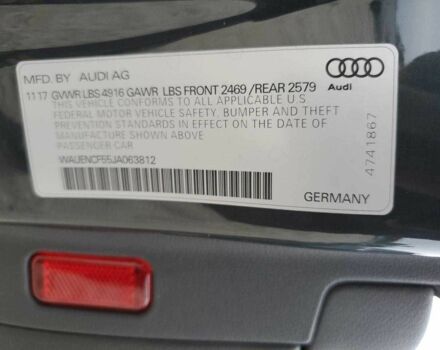 MFD. BY AUDI AG
11 17 GVWR LBS 4916 GAWR LBS FRONT 2469 /REAR 2579
THIS VEHICLE CONFORMS TO ALL APPLICABLE U.S
FEDERAL MOTOR VEHICLE SAFETY, BUMPER AND THEFT
PREVENTION STANDARDS IN EFFECT ON THE DATE OF
MANUFACTURE SHOWN ABOVE.
PASSENGER CAR
WAUENCF55JA063812
GERMANY
Audi
4741867